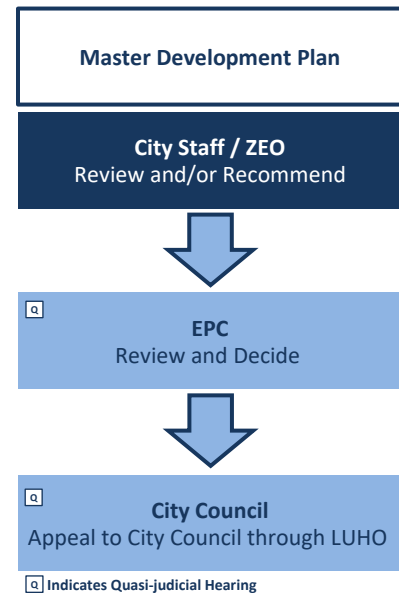 Master Development Plan
City Staff / ZEO
Review and/or Recommend
Q
EPC
Review and Decide
Q
City Council
Appeal to City Council through LUHO
Q Indicates Quasi-judicial Hearing